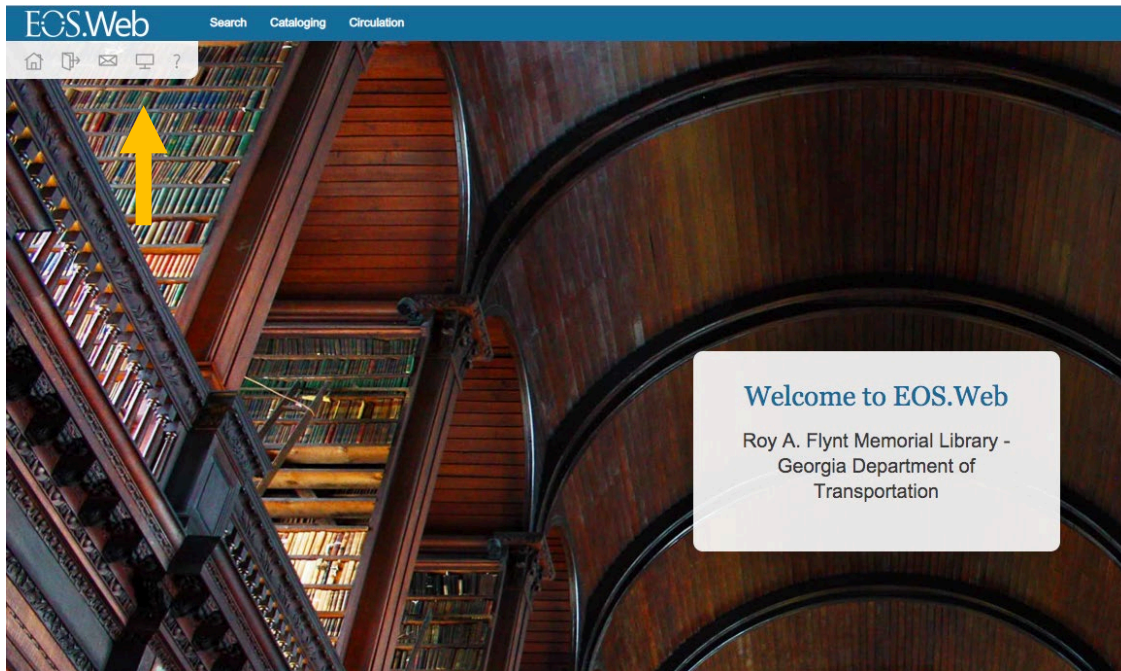 EOS.Web
Search Cataloging Circulation
?
Welcome to EOS.Web
Roy A. Flynt Memorial Library -
Georgia Department of
Transportation